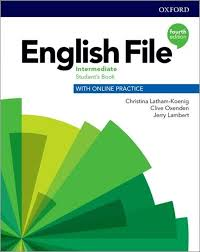 OXFORD
fourth
edition
English File
Intermediate
Student's Book
WITH ONLINE PRACTICE
Christina Latham-Koenig
Clive Oxenden
Jerry Lambert